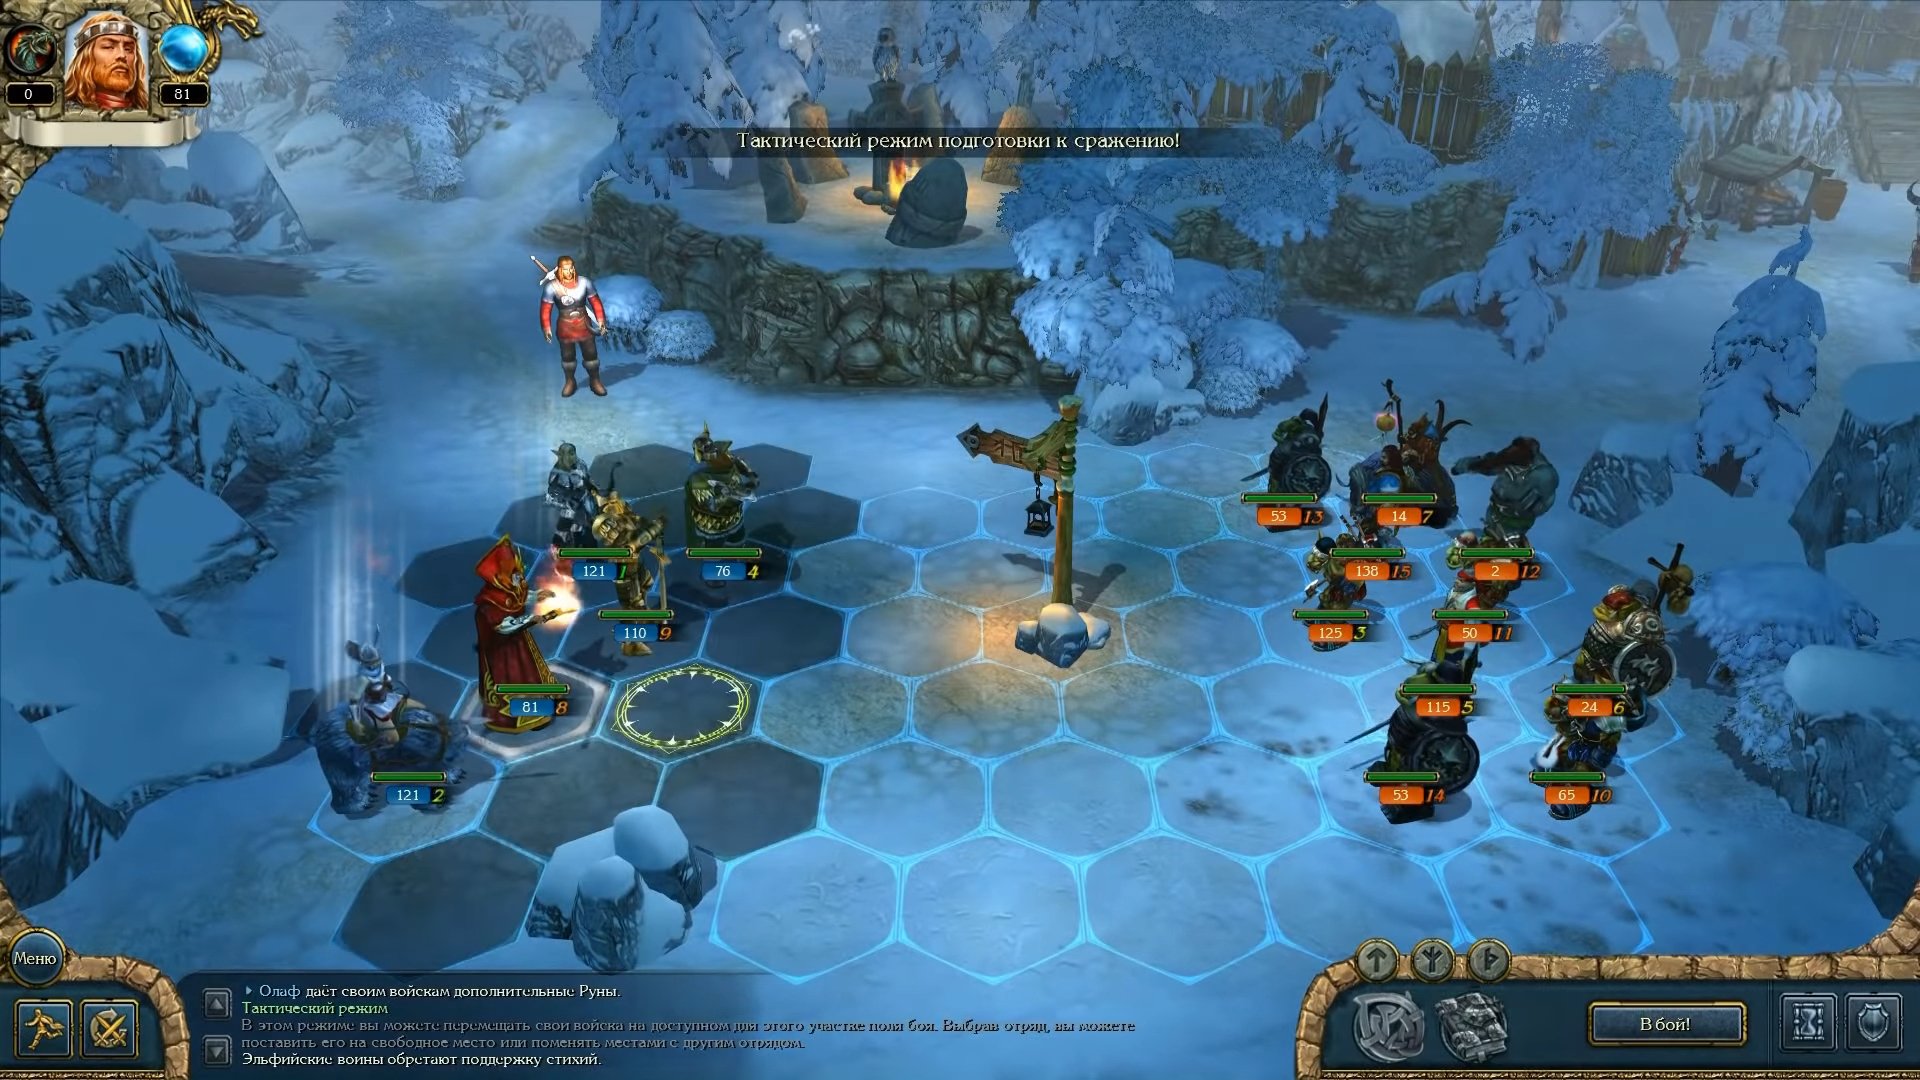 0
81
Тактический режим подготовки к сражению!
53 13
14 7
121 1
76 4
138 15
2 12
110 9
125 3
50 11
81 8
115 5
24 6
121 2
53 14
65 10
Меню
Олаф даёт своим войскам дополнительные Руны.
Тактический режим
В этом режиме вы можете перемещать свои войска на доступном для этого участке поля боя. Выбрав отряд, вы можете
поставить его на свободное место или поменять местами с другим отрядом.
Эльфийские воины обретают поддержку стихий.
В бой!